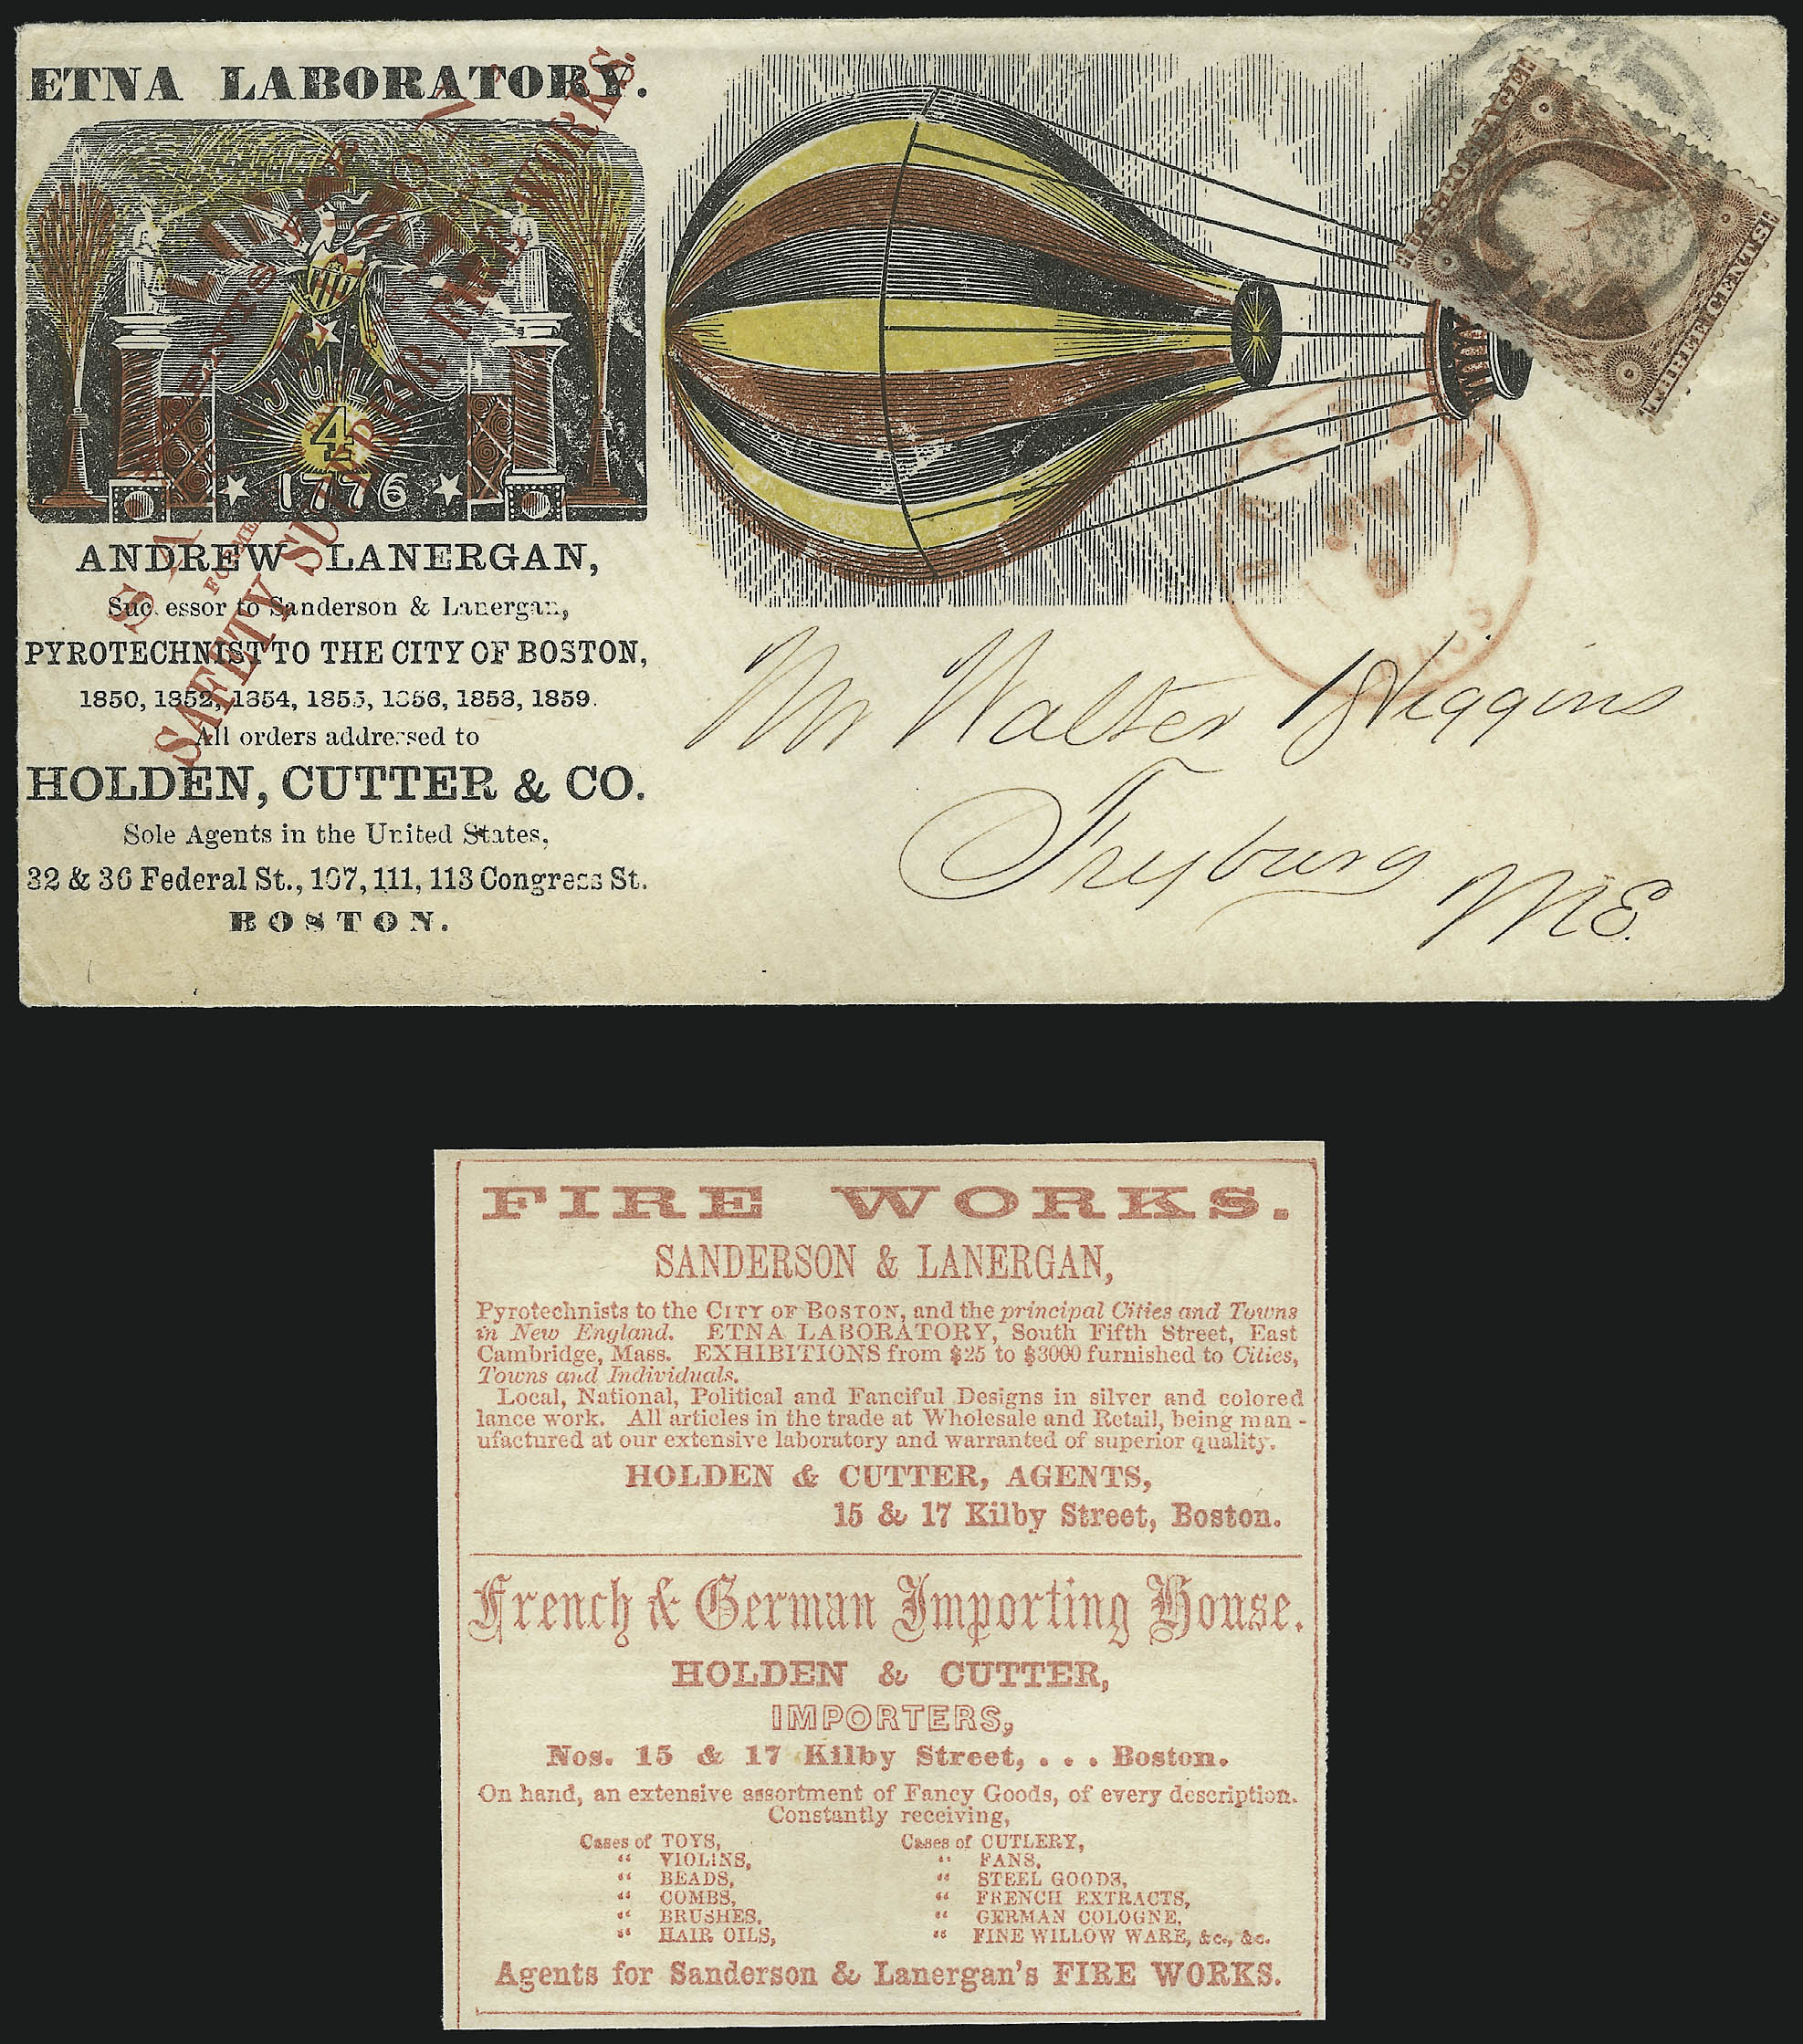 ETNA LABORATORY.
JULY
4
1776
ANDREW LANERGAN,
Successor to Sanderson & Lanergan,
PYROTECHNIST TO THE CITY OF BOSTON,
1850, 1852, 1854, 1855, 1856, 1858, 1859.
All orders addressed to
HOLDEN, CUTTER & CO.
Sole Agents in the United States,
32 & 36 Federal St., 107, 111, 113 Congress St.
BOSTON.
SAFETY SULPHUR FIRE WORKS.
U.S. POSTAGE
THREE CENTS
BOSTON
MASS
Mr Walter Higgins
Fryburg
ME.
FIRE WORKS.
SANDERSON & LANERGAN,
Pyrotechnists to the CITY OF BOSTON, and the principal Cities and Towns
in New England. ETNA LABORATORY, South Fifth Street, East
Cambridge, Mass. EXHIBITIONS from $25 to $3000 furnished to Cities,
Towns and Individuals.
Local, National, Political and Fanciful Designs in silver and colored
lance work. All articles in the trade at Wholesale and Retail, being man-
ufactured at our extensive laboratory and warranted of superior quality.
HOLDEN & CUTTER, AGENTS,
15 & 17 Kilby Street, Boston.
French & German Importing House.
HOLDEN & CUTTER,
IMPORTERS,
Nos. 15 & 17 Kilby Street, . . . Boston.
On hand, an extensive assortment of Fancy Goods, of every description.
Constantly receiving,
Cases of TOYS, Cases of CUTLERY,
" VIOLINS, " FANS,
" BEADS, " STEEL GOODS,
" COMBS, " FRENCH EXTRACTS,
" BRUSHES, " GERMAN COLOGNE,
" HAIR OILS, " FINE WILLOW WARE, &c., &c.
Agents for Sanderson & Lanergan's FIRE WORKS.